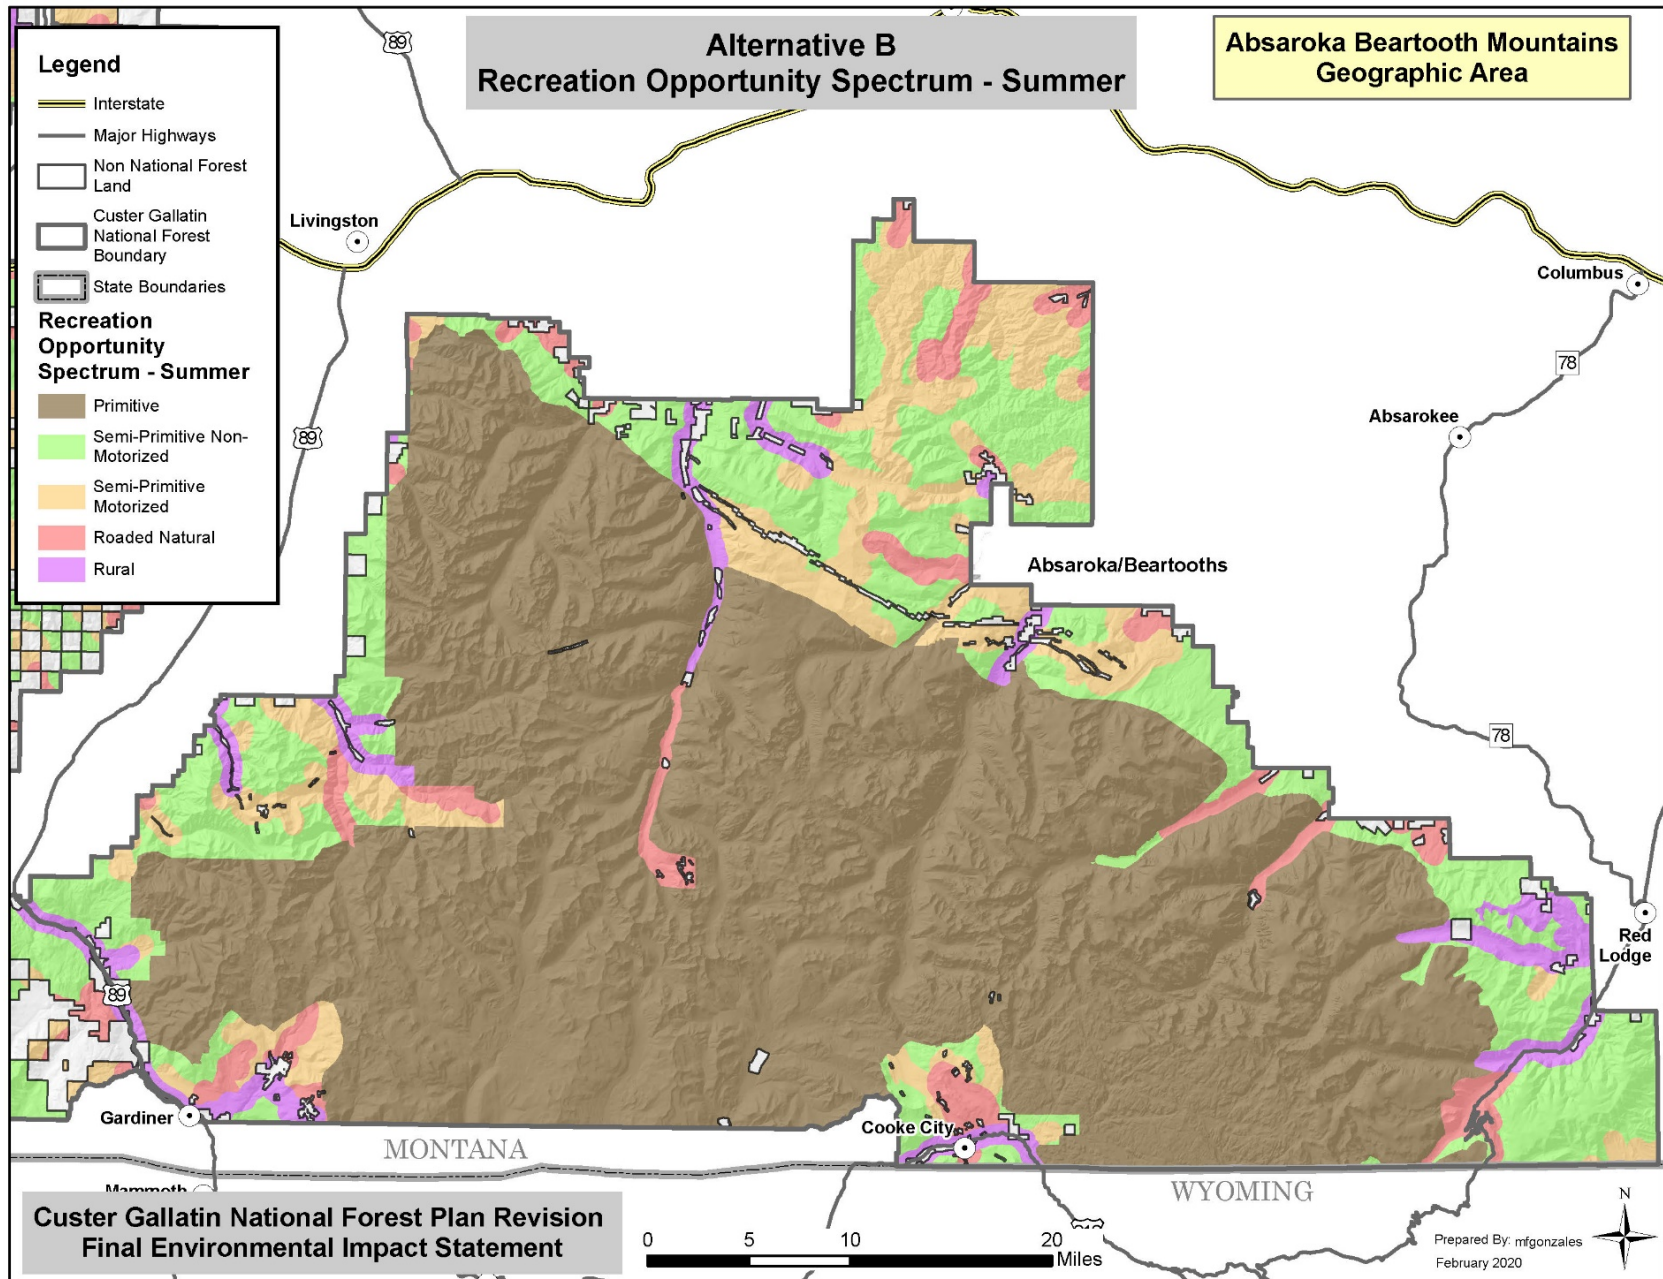 Alternative B
Recreation Opportunity Spectrum - Summer
Absaroka Beartooth Mountains
Geographic Area
Legend
Interstate
Major Highways
Non National Forest
Land
Custer Gallatin
National Forest
Boundary
State Boundaries
Recreation
Opportunity
Spectrum - Summer
Primitive
Semi-Primitive Non-
Motorized
Semi-Primitive
Motorized
Roaded Natural
Rural
89
Livingston
Columbus
78
89
Absarokee
Absaroka/Beartooths
78
Red
Lodge
89
Gardiner
Cooke City
MONTANA
WYOMING
Mammoth
Custer Gallatin National Forest Plan Revision
Final Environmental Impact Statement
0 5 10 20
Miles
N
Prepared By: mfgonzales
February 2020